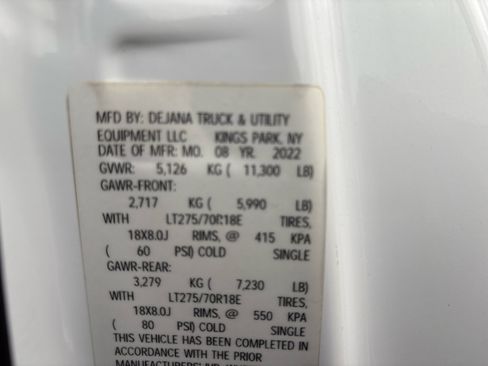 MFD BY: DEJANA TRUCK & UTILITY
EQUIPMENT LLC KINGS PARK, NY
DATE OF MFR: MO. 08 YR. 2022
GVWR: 5,126 KG ( 11,300 LB)
GAWR-FRONT:
2,717 KG ( 5,990 LB)
WITH LT275/70R18E TIRES,
18X8.0J RIMS, @ 415 KPA
( 60 PSI) COLD SINGLE
GAWR-REAR:
3,279 KG ( 7,230 LB)
WITH LT275/70R18E TIRES,
18X8.0J RIMS, @ 550 KPA
( 80 PSI) COLD SINGLE
THIS VEHICLE HAS BEEN COMPLETED IN
ACCORDANCE WITH THE PRIOR
MANUFACTURERS'